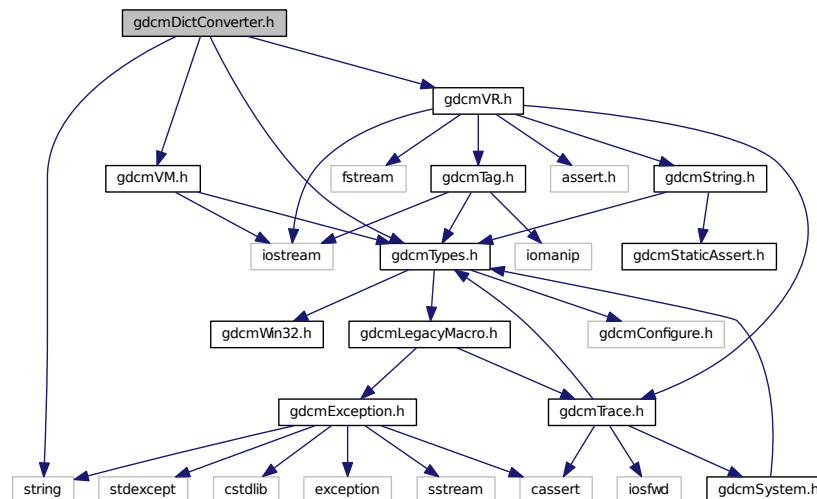 gdcmDictConverter.h
gdcmVR.h
gdcmVM.h
fstream
gdcmTag.h
assert.h
gdcmString.h
iostream
gdcmTypes.h
iomanip
gdcmStaticAssert.h
gdcmWin32.h
gdcmLegacyMacro.h
gdcmConfigure.h
gdcmException.h
gdcmTrace.h
string
stdexcept
cstdlib
exception
sstream
cassert
iosfwd
gdcmSystem.h